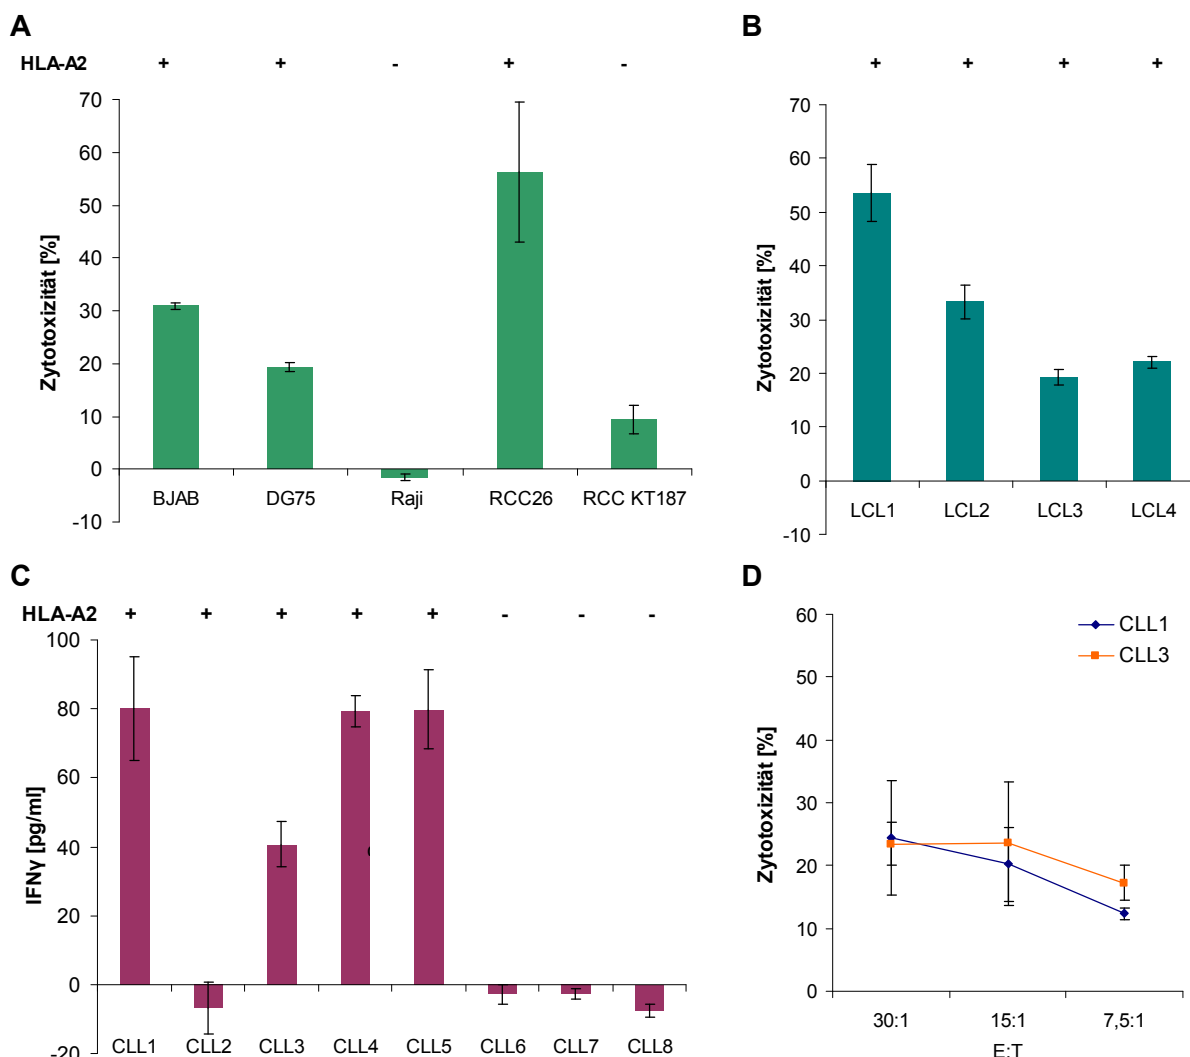 A
HLA-A2 + + - + -
Zytotoxizität [%]
70
60
50
40
30
20
10
0
-10
BJAB DG75 Raji RCC26 RCC KT187
B
+ + + +
Zytotoxizität [%]
70
60
50
40
30
20
10
0
-10
LCL1 LCL2 LCL3 LCL4
C
HLA-A2 + + + + + - - -
IFNγ [pg/ml]
100
80
60
40
20
0
-20
CLL1 CLL2 CLL3 CLL4 CLL5 CLL6 CLL7 CLL8
D
CLL1
CLL3
Zytotoxizität [%]
60
50
40
30
20
10
0
30:1 15:1 7,5:1
E:T